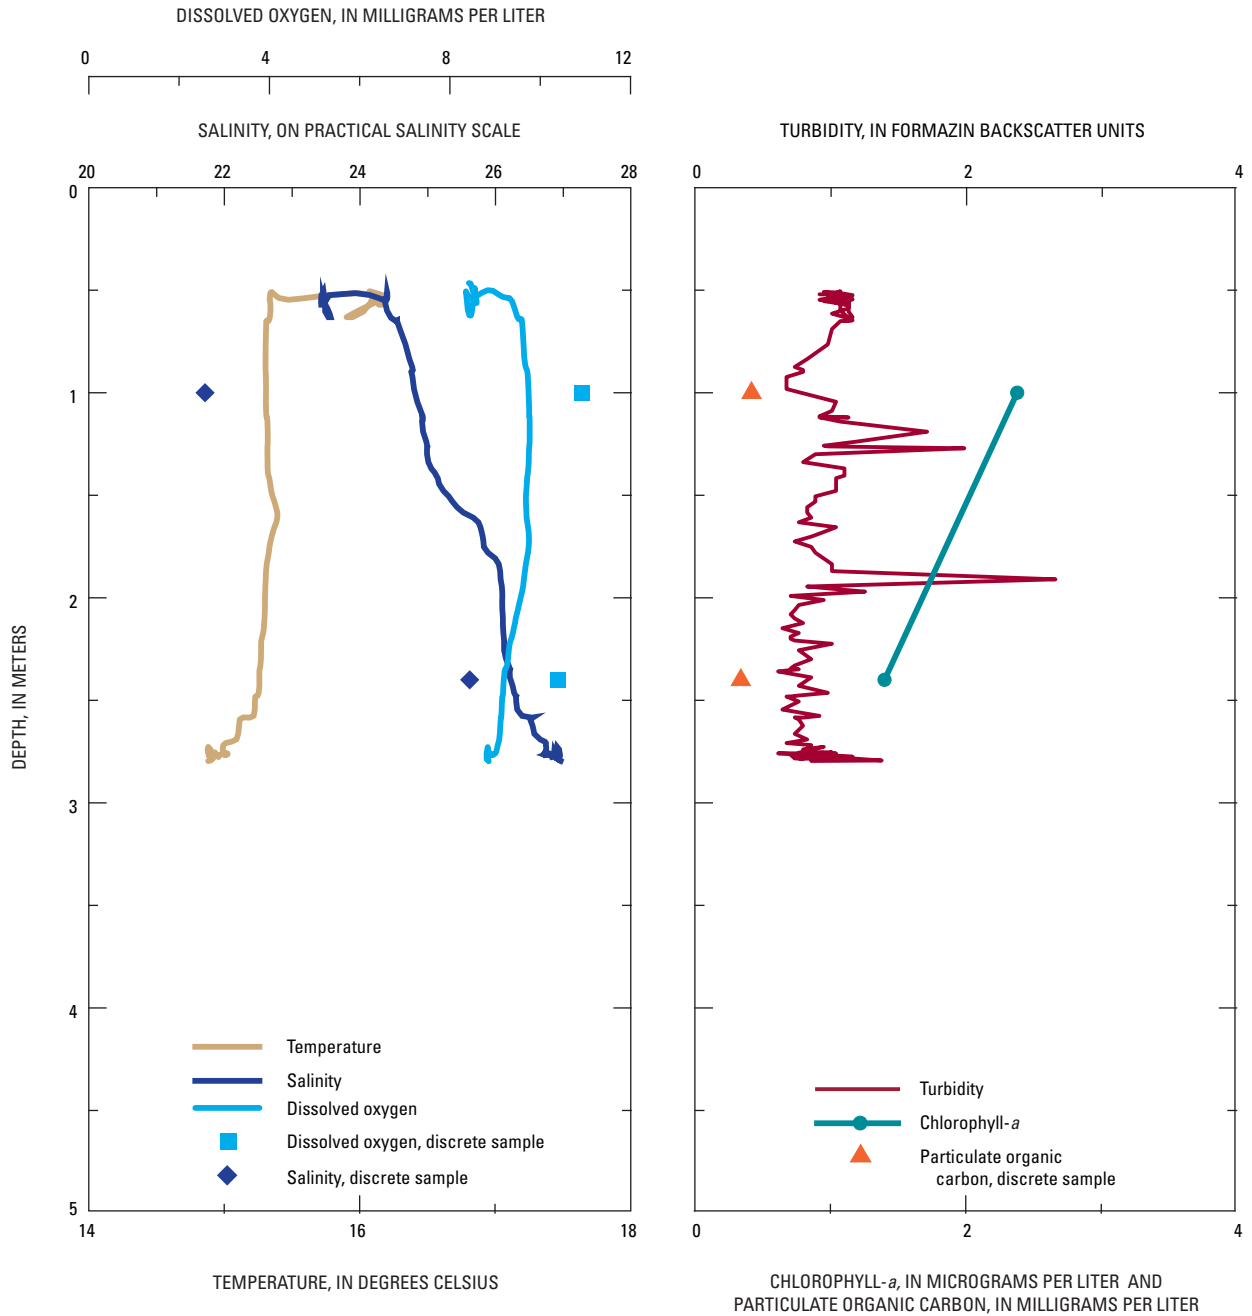 DISSOLVED OXYGEN, IN MILLIGRAMS PER LITER
0 4 8 12
SALINITY, ON PRACTICAL SALINITY SCALE
20 22 24 26 28
TURBIDITY, IN FORMAZIN BACKSCATTER UNITS
0 2 4
DEPTH, IN METERS
0
1
2
3
4
5
Temperature
Salinity
Dissolved oxygen
Dissolved oxygen, discrete sample
Salinity, discrete sample
14 16 18
TEMPERATURE, IN DEGREES CELSIUS
Turbidity
Chlorophyll-a
Particulate organic
carbon, discrete sample
0 2 4
CHLOROPHYLL-a, IN MICROGRAMS PER LITER AND
PARTICULATE ORGANIC CARBON, IN MILLIGRAMS PER LITER